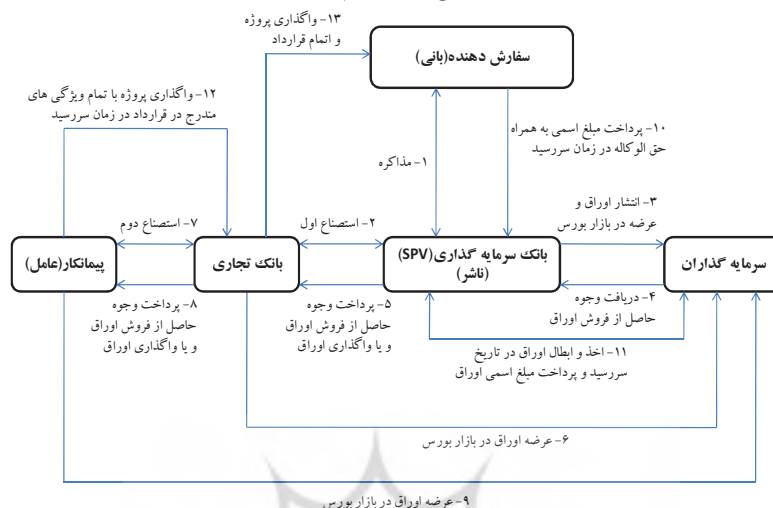 ۱۳- واگذاری پروژه
و اتمام قرارداد
سفارش دهنده(بانی)
۱۲- واگذاری پروژه با تمام ویژگی های
مندرج در قرارداد در زمان سررسید
۱۰- پرداخت مبلغ اسمی به همراه
حق الوکاله در زمان سررسید
۱- مذاکره
۳- انتشار اوراق و
عرضه در بازار بورس
۲- استصناع اول
۷- استصناع دوم
سرمایه گذاران
بانک سرمایه گذاری(SPV)
(ناشر)
بانک تجاری
پیمانکار(عامل)
۴- دریافت وجوه
حاصل از فروش اوراق
۵- پرداخت وجوه
حاصل از فروش اوراق
و یا واگذاری اوراق
۸- پرداخت وجوه
حاصل از فروش اوراق
و یا واگذاری اوراق
۱۱- اخذ و ابطال اوراق در تاریخ
سررسید و پرداخت مبلغ اسمی اوراق
۶- عرضه اوراق در بازار بورس
۹- عرضه اوراق در بازار بورس